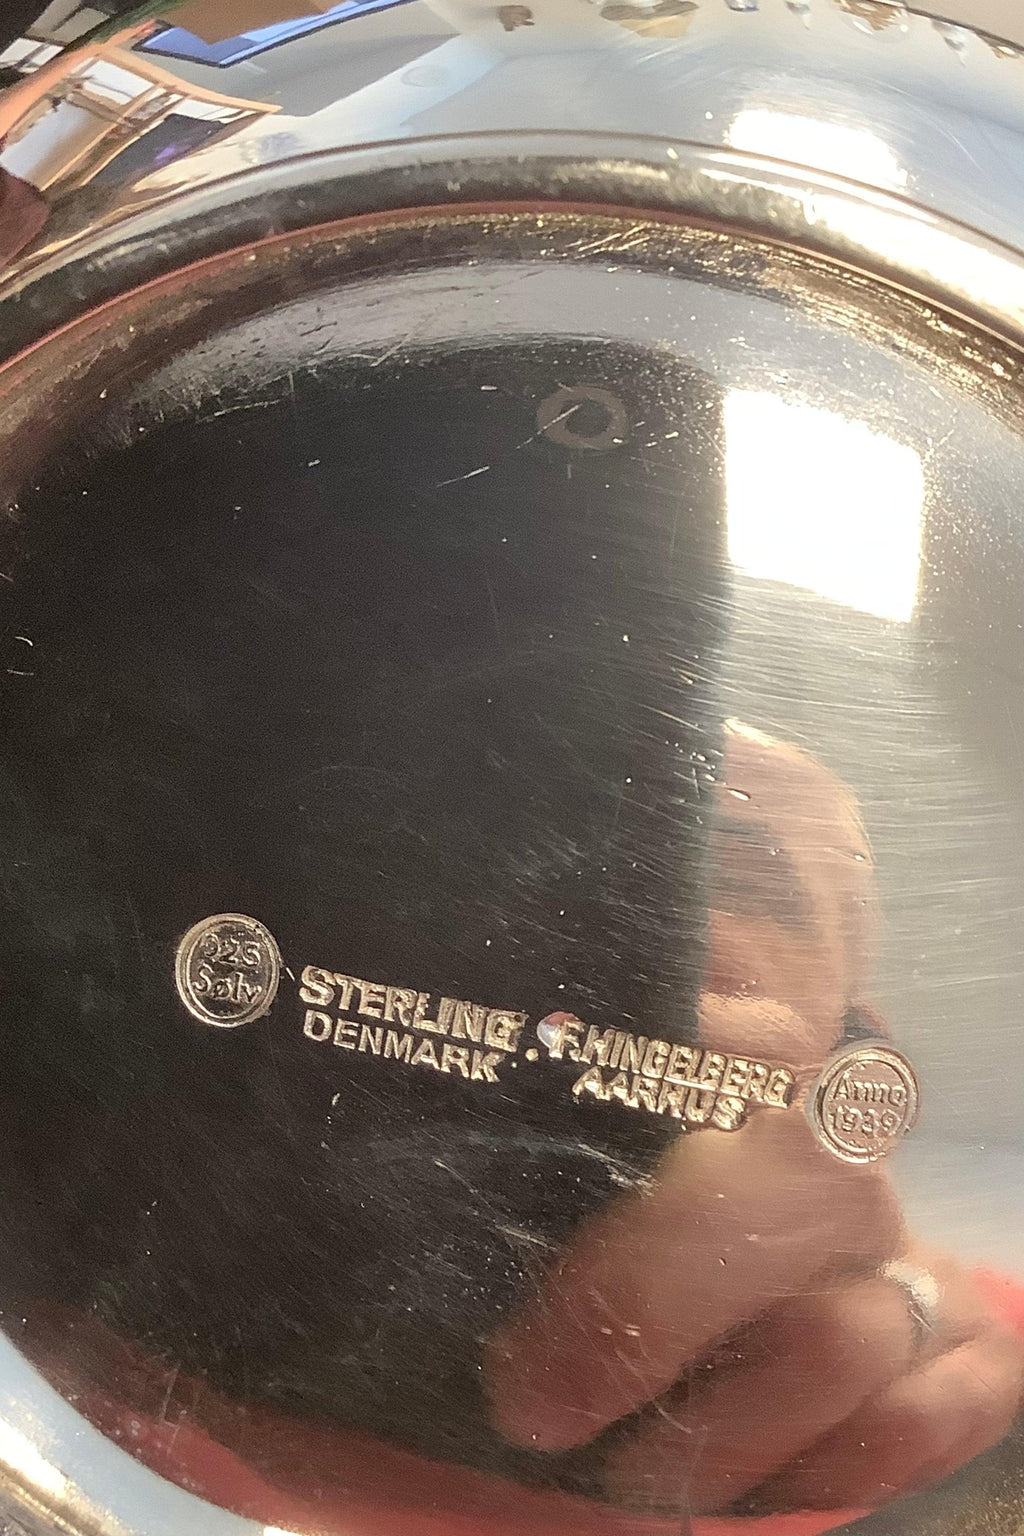 925
Sølv
STERLING
DENMARK
F. HINGELBERG
AARHUS
Anno
1939